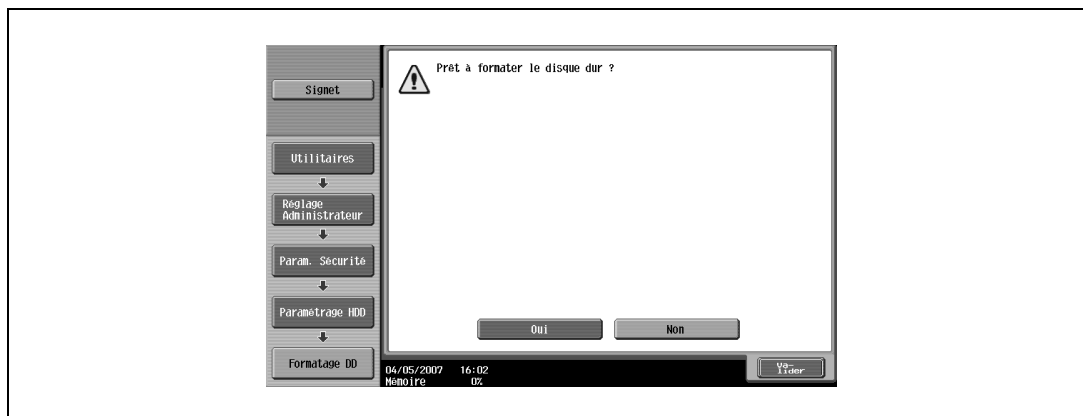 Signet
Utilitaires
Réglage
Administrateur
Param. Sécurité
Paramétrage HDD
Formatage DD
Prêt à formater le disque dur ?
Oui
Non
04/05/2007 16:02
Mémoire 0%
Va-
lider